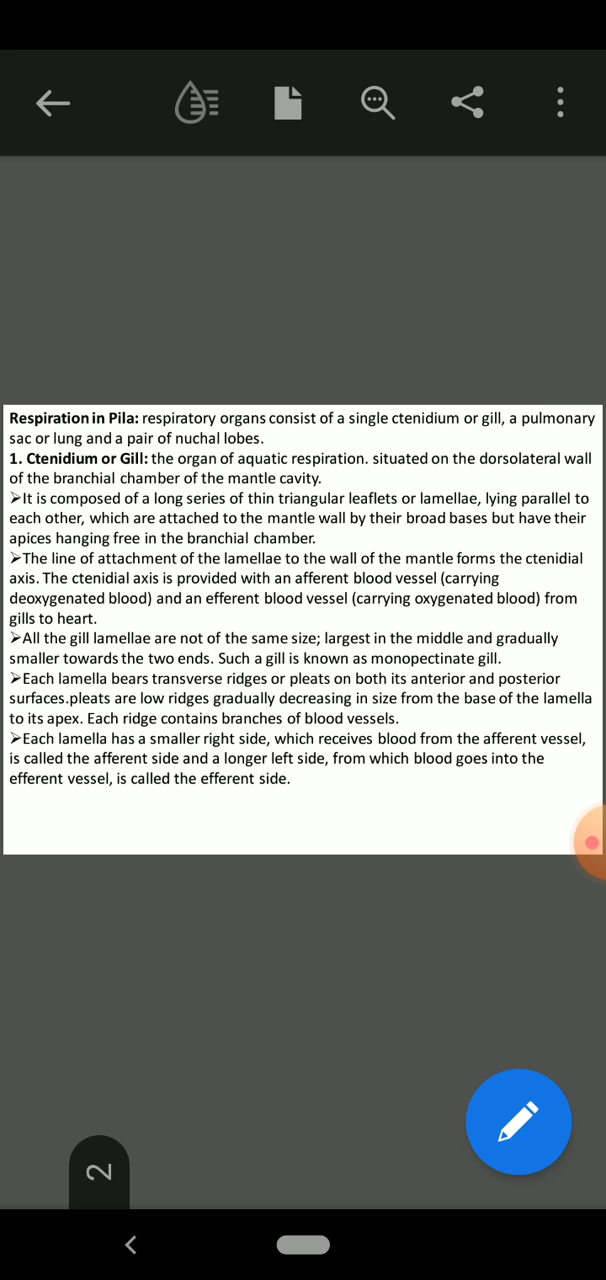 Respiration in Pila: respiratory organs consist of a single ctenidium or gill, a pulmonary
sac or lung and a pair of nuchal lobes.
1. Ctenidium or Gill: the organ of aquatic respiration. situated on the dorsolateral wall
of the branchial chamber of the mantle cavity.
➢It is composed of a long series of thin triangular leaflets or lamellae, lying parallel to
each other, which are attached to the mantle wall by their broad bases but have their
apices hanging free in the branchial chamber.
➢The line of attachment of the lamellae to the wall of the mantle forms the ctenidial
axis. The ctenidial axis is provided with an afferent blood vessel (carrying
deoxygenated blood) and an efferent blood vessel (carrying oxygenated blood) from
gills to heart.
➢All the gill lamellae are not of the same size; largest in the middle and gradually
smaller towards the two ends. Such a gill is known as monopectinate gill.
➢Each lamella bears transverse ridges or pleats on both its anterior and posterior
surfaces.pleats are low ridges gradually decreasing in size from the base of the lamella
to its apex. Each ridge contains branches of blood vessels.
➢Each lamella has a smaller right side, which receives blood from the afferent vessel,
is called the afferent side and a longer left side, from which blood goes into the
efferent vessel, is called the efferent side.
2